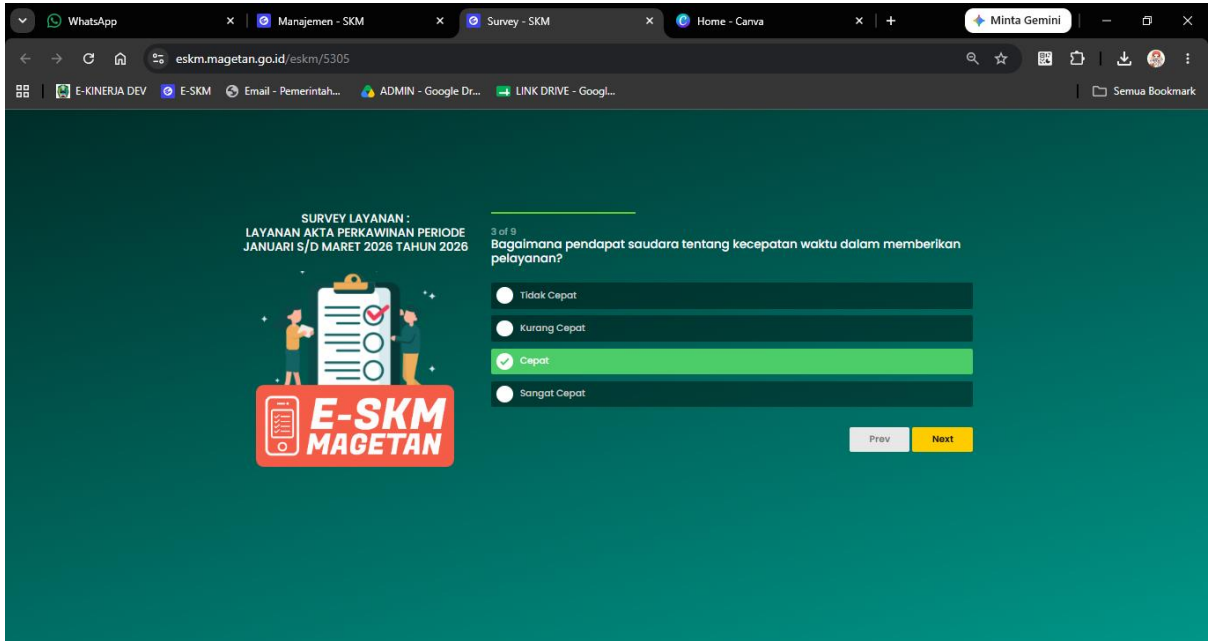 WhatsApp
Manajemen - SKM
Survey - SKM
Home - Canva
Minta Gemini
eskm.magetan.go.id/eskm/5305
E-KINERJA DEV
E-SKM
Email - Pemerintah...
ADMIN - Google Dr...
LINK DRIVE - Googl...
Semua Bookmark
SURVEY LAYANAN :
LAYANAN AKTA PERKAWINAN PERIODE
JANUARI S/D MARET 2026 TAHUN 2026
E-SKM
MAGETAN
3 of 9
Bagaimana pendapat saudara tentang kecepatan waktu dalam memberikan
pelayanan?
Tidak Cepat
Kurang Cepat
Cepat
Sangat Cepat
Prev
Next